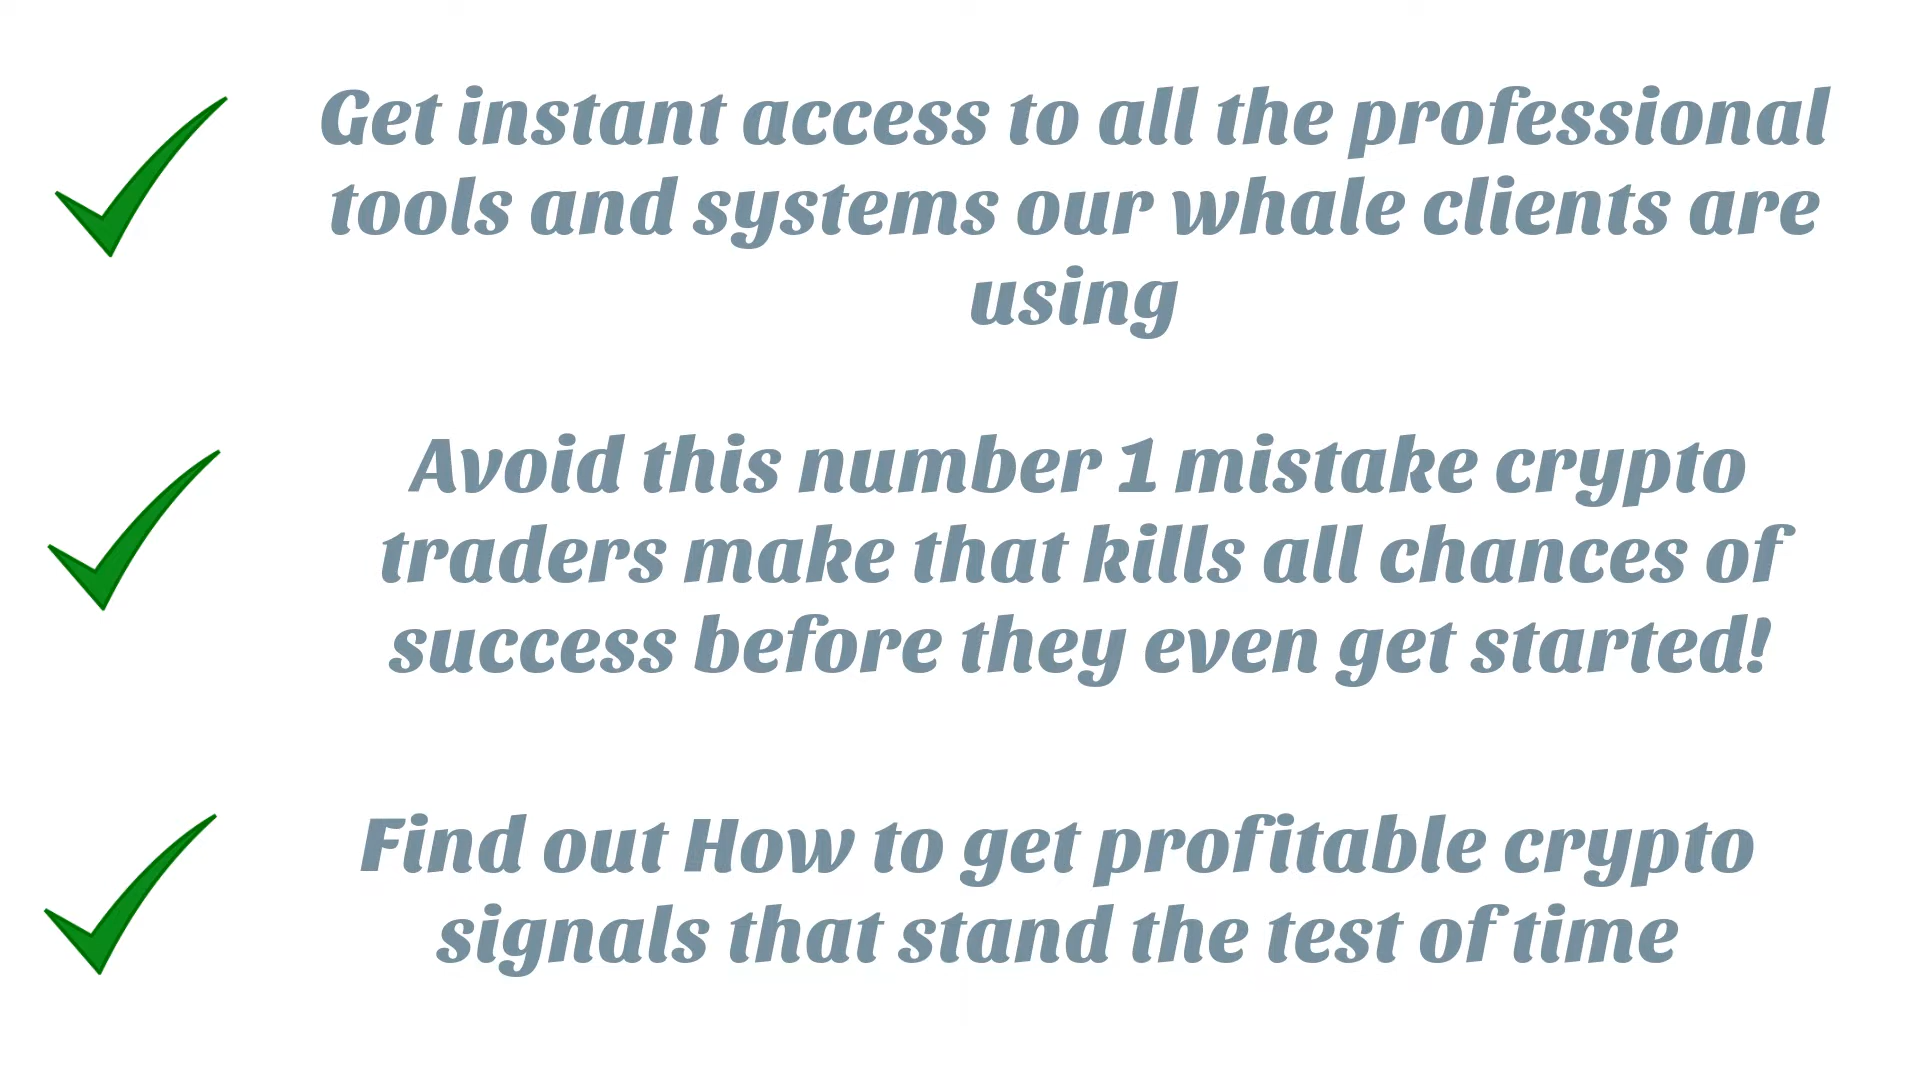 Get instant access to all the professional
tools and systems our whale clients are
using
Avoid this number 1 mistake crypto
traders make that kills all chances of
success before they even get started!
Find out How to get profitable crypto
signals that stand the test of time